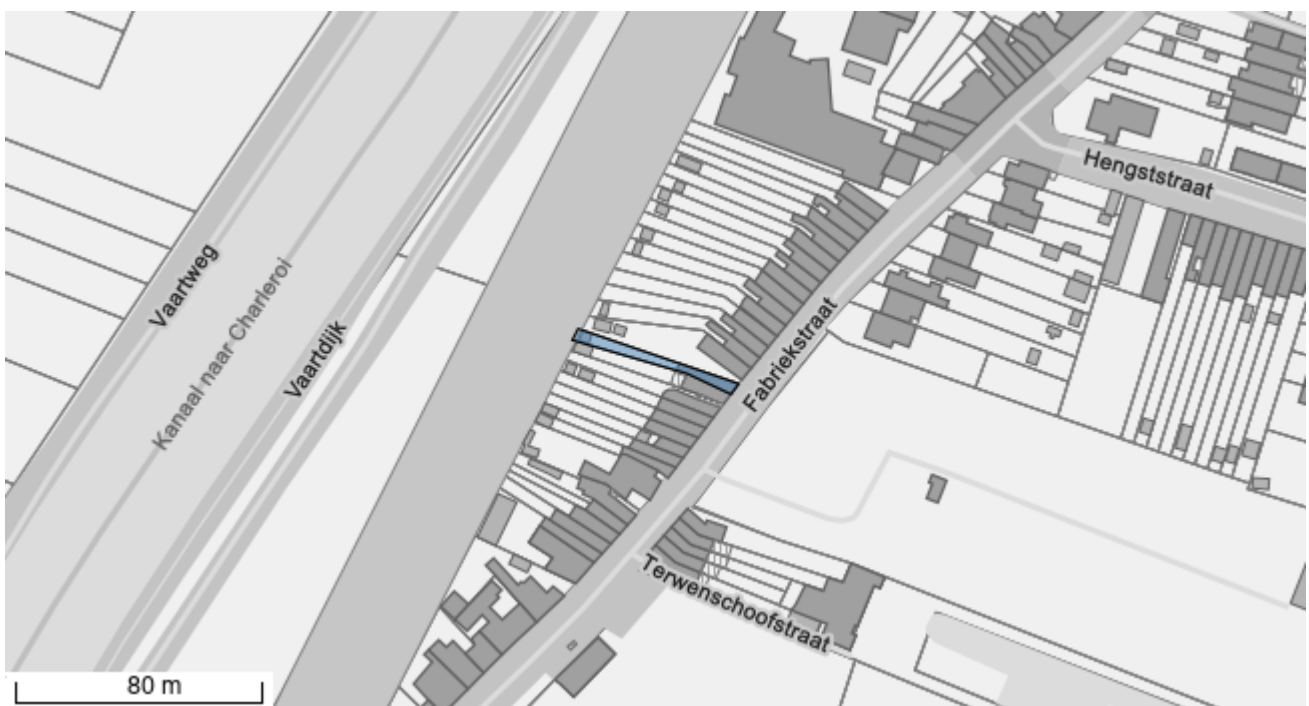 Hengststraat
Vaartweg
Kanaal naar Charleroi
Vaartdijk
Fabriekstraat
Terwenschoofstraat
80 m